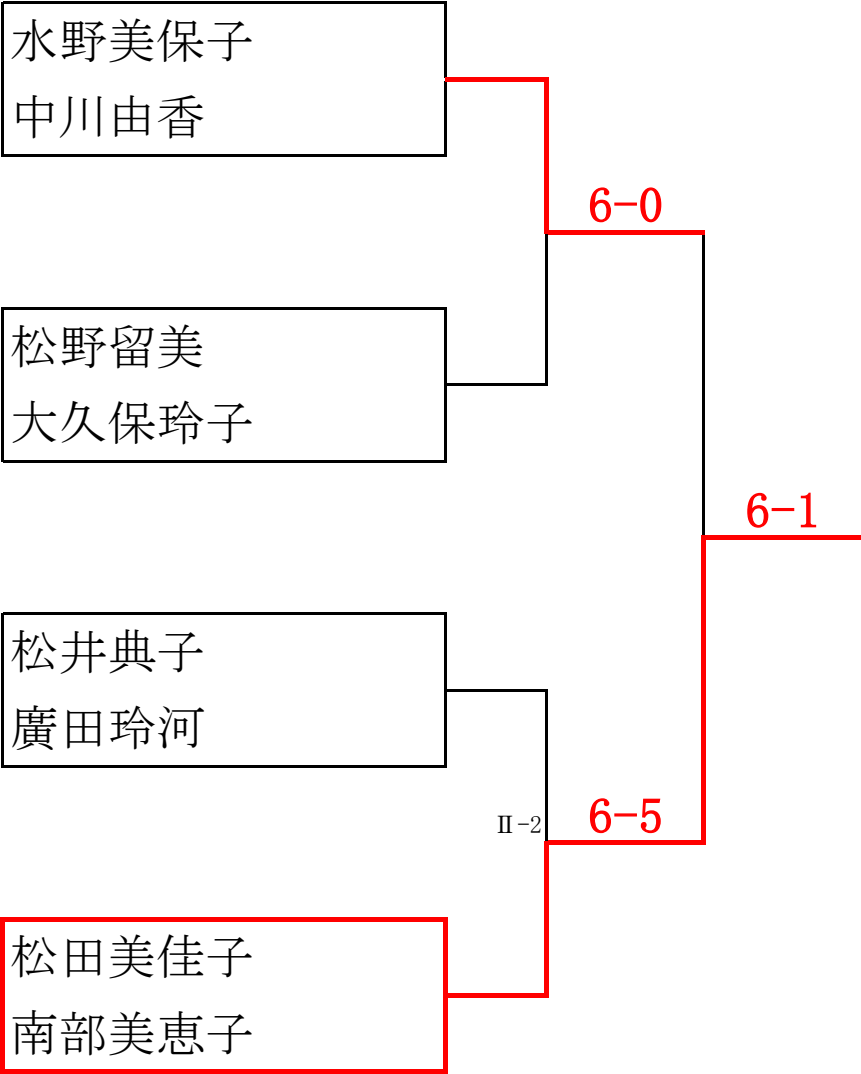 水野美保子
中川由香
6-0
松野留美
大久保玲子
6-1
松井典子
廣田玲河
Ⅱ-2
6-5
松田美佳子
南部美恵子